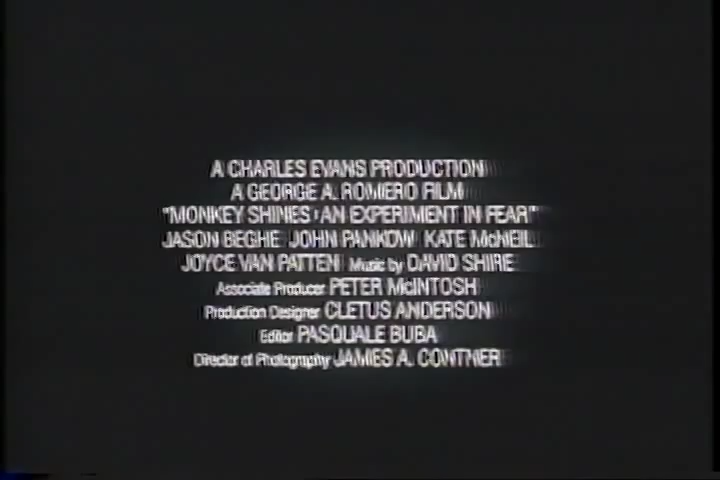 A CHARLES EVANS PRODUCTION
A GEORGE A. ROMERO FILM
"MONKEY SHINES: AN EXPERIMENT IN FEAR"
JASON BEGHE JOHN PANKOW KATE McNEIL
JOYCE VAN PATTEN Music by DAVID SHIRE
Associate Producer PETER McINTOSH
Production Designer CLETUS ANDERSON
Editor PASQUALE BUBA
Director of Photography JAMES A. CONTNER